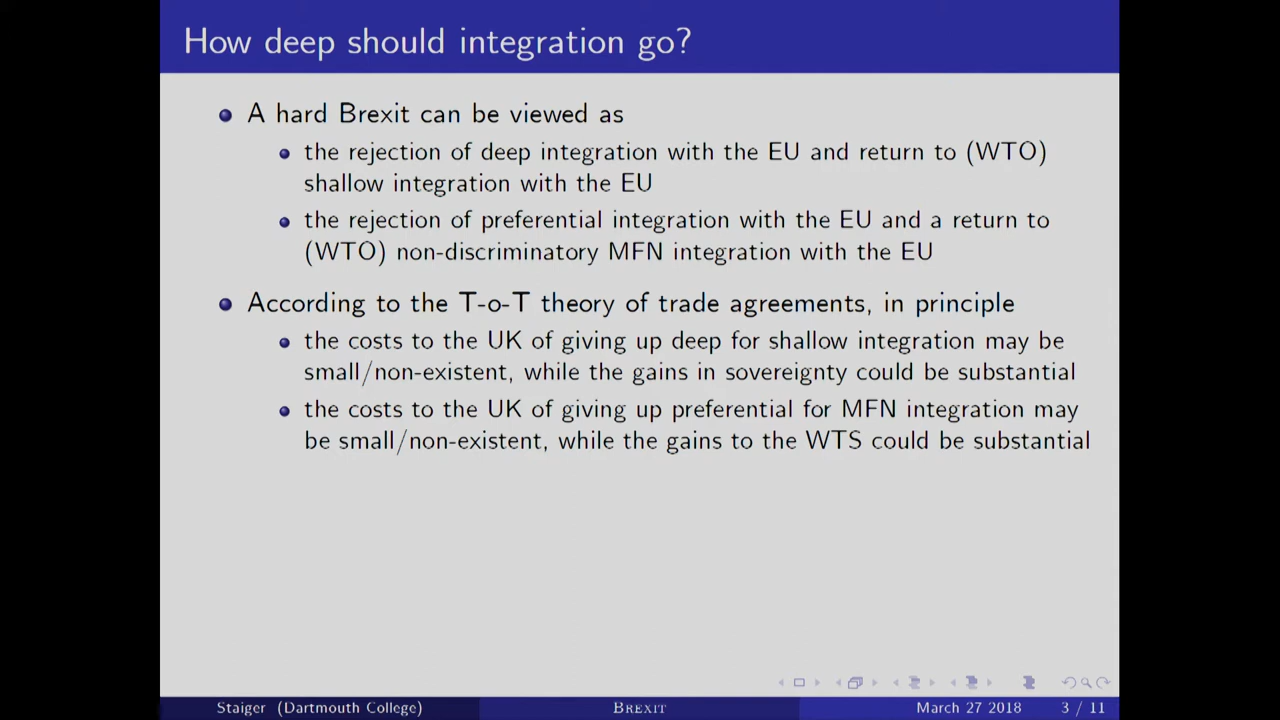 How deep should integration go?
A hard Brexit can be viewed as
the rejection of deep integration with the EU and return to (WTO)
shallow integration with the EU
the rejection of preferential integration with the EU and a return to
(WTO) non-discriminatory MFN integration with the EU
According to the T-o-T theory of trade agreements, in principle
the costs to the UK of giving up deep for shallow integration may be
small/non-existent, while the gains in sovereignty could be substantial
the costs to the UK of giving up preferential for MFN integration may
be small/non-existent, while the gains to the WTS could be substantial
Staiger (Dartmouth College) Brexit March 27 2018 3 / 11